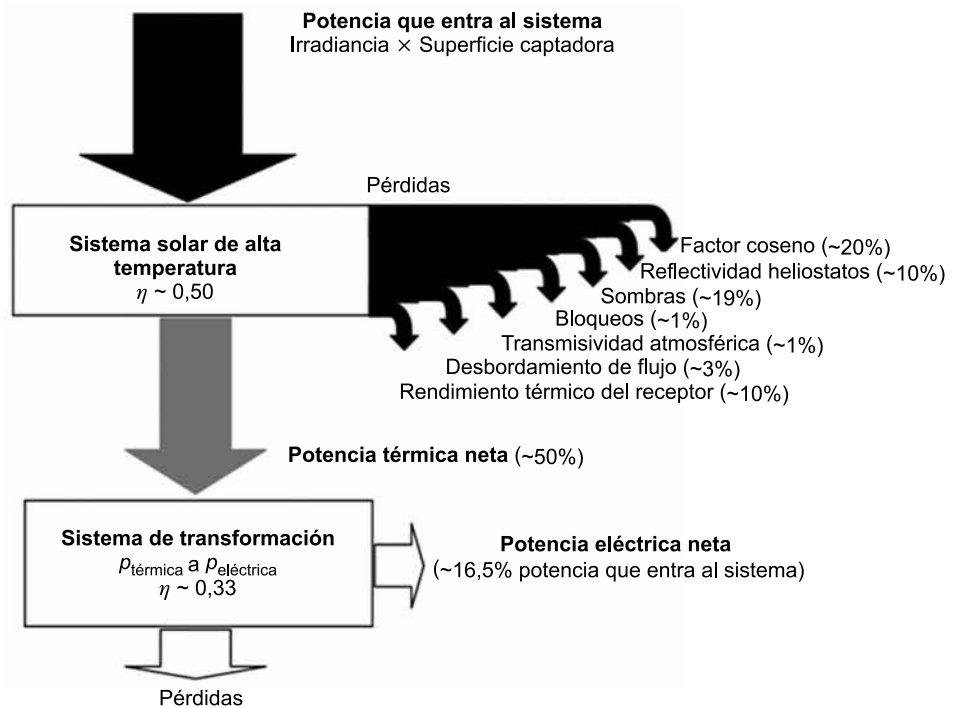 Potencia que entra al sistema
Irradiancia × Superficie captadora
Pérdidas
Sistema solar de alta
temperatura
η ~ 0,50
Factor coseno (~20%)
Reflectividad heliostatos (~10%)
Sombras (~19%)
Bloqueos (~1%)
Transmisividad atmosférica (~1%)
Desbordamiento de flujo (~3%)
Rendimiento térmico del receptor (~10%)
Potencia térmica neta (~50%)
Sistema de transformación
p térmica a p eléctrica
η ~ 0,33
Potencia eléctrica neta
(~16,5% potencia que entra al sistema)
Pérdidas